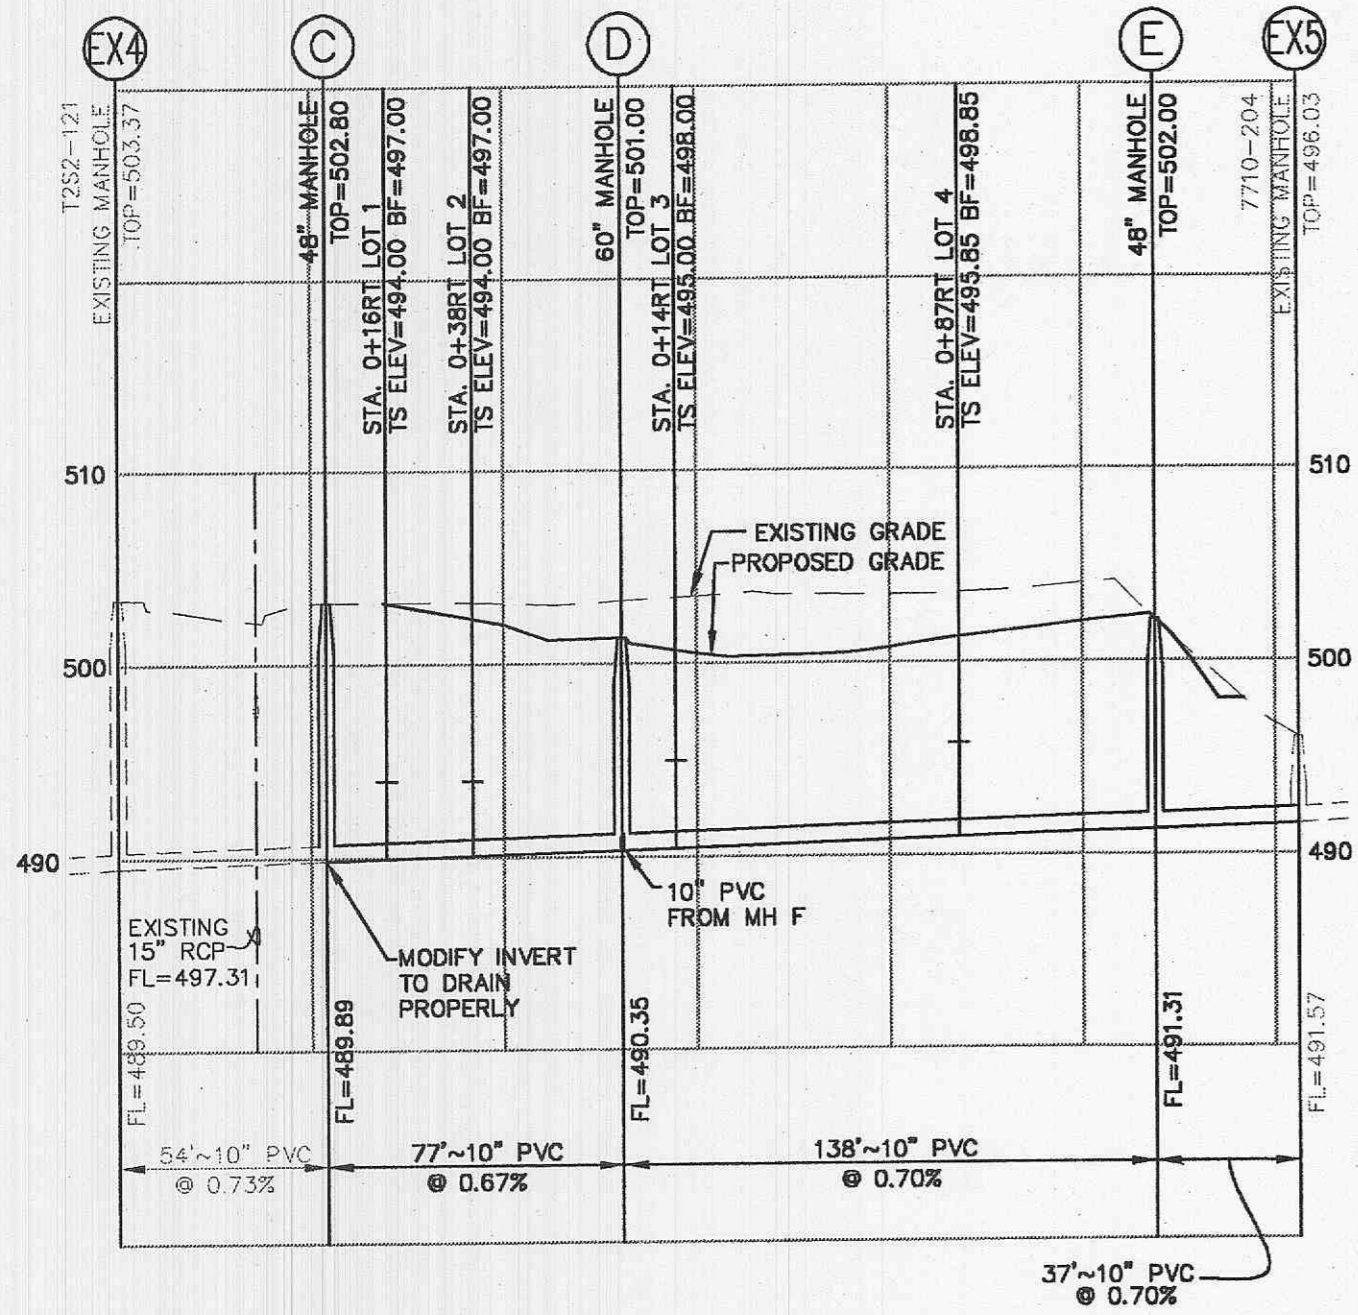 EX4
C
D
E
EX5
T2S2-121
EXISTING MANHOLE
TOP=503.37
48" MANHOLE
TOP=502.80
STA. 0+16RT LOT 1
TS ELEV=494.00 BF=497.00
STA. 0+38RT LOT 2
TS ELEV=494.00 BF=497.00
60" MANHOLE
TOP=501.00
STA. 0+14RT LOT 3
TS ELEV=495.00 BF=498.00
STA. 0+87RT LOT 4
TS ELEV=495.85 BF=498.85
48" MANHOLE
TOP=502.00
7710-204
EXISTING MANHOLE
TOP=496.03
510
510
EXISTING GRADE
PROPOSED GRADE
500
500
490
490
10" PVC
FROM MH F
EXISTING
15" RCP
FL=497.31
MODIFY INVERT
TO DRAIN
PROPERLY
FL=489.50
FL=489.89
FL=490.35
FL=491.31
FL=491.57
54'~10" PVC
@ 0.73%
77'~10" PVC
@ 0.67%
138'~10" PVC
@ 0.70%
37'~10" PVC
@ 0.70%